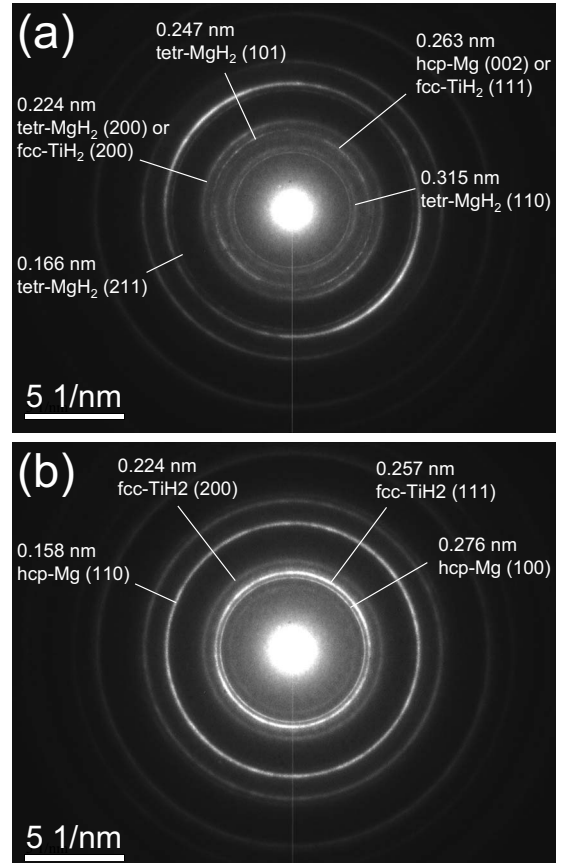 (a)
0.247 nm
tetr-MgH₂ (101)
0.263 nm
hcp-Mg (002) or
fcc-TiH₂ (111)
0.224 nm
tetr-MgH₂ (200) or
fcc-TiH₂ (200)
0.315 nm
tetr-MgH₂ (110)
0.166 nm
tetr-MgH₂ (211)
5 1/nm
(b)
0.224 nm
fcc-TiH2 (200)
0.257 nm
fcc-TiH2 (111)
0.158 nm
hcp-Mg (110)
0.276 nm
hcp-Mg (100)
5 1/nm